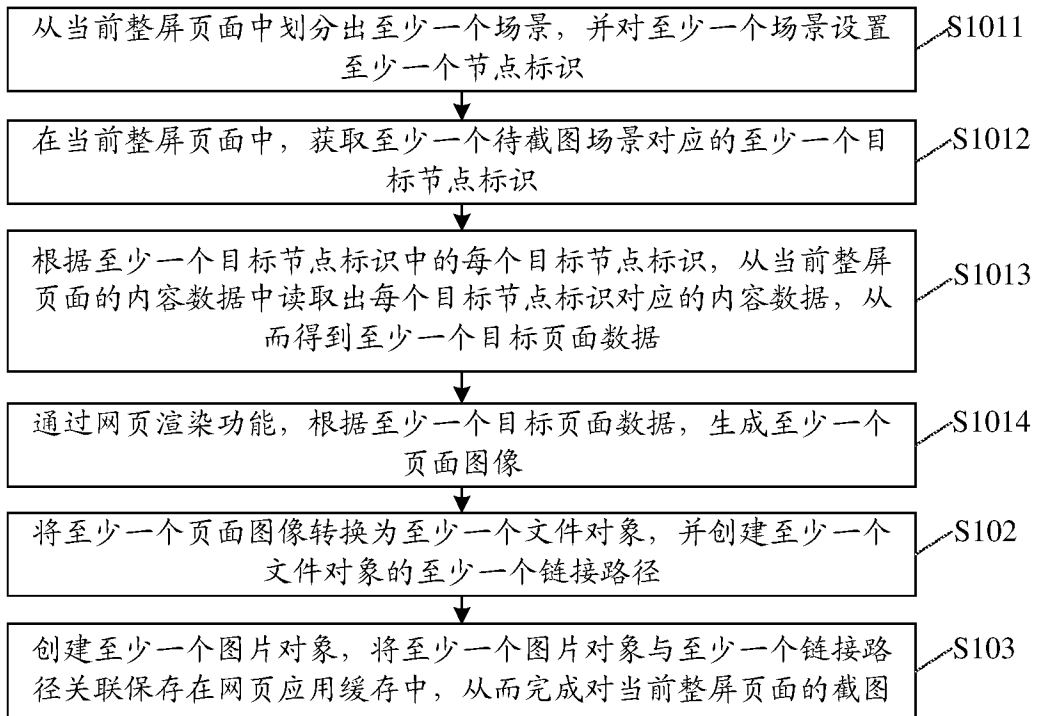 从当前整屏页面中划分出至少一个场景，并对至少一个场景设置
至少一个节点标识
S1011
在当前整屏页面中，获取至少一个待截图场景对应的至少一个目
标节点标识
S1012
根据至少一个目标节点标识中的每个目标节点标识，从当前整屏
页面的内容数据中读取出每个目标节点标识对应的内容数据，从
而得到至少一个目标页面数据
S1013
通过网页渲染功能，根据至少一个目标页面数据，生成至少一个
页面图像
S1014
将至少一个页面图像转换为至少一个文件对象，并创建至少一个
文件对象的至少一个链接路径
S102
创建至少一个图片对象，将至少一个图片对象与至少一个链接路
径关联保存在网页应用缓存中，从而完成对当前整屏页面的截图
S103